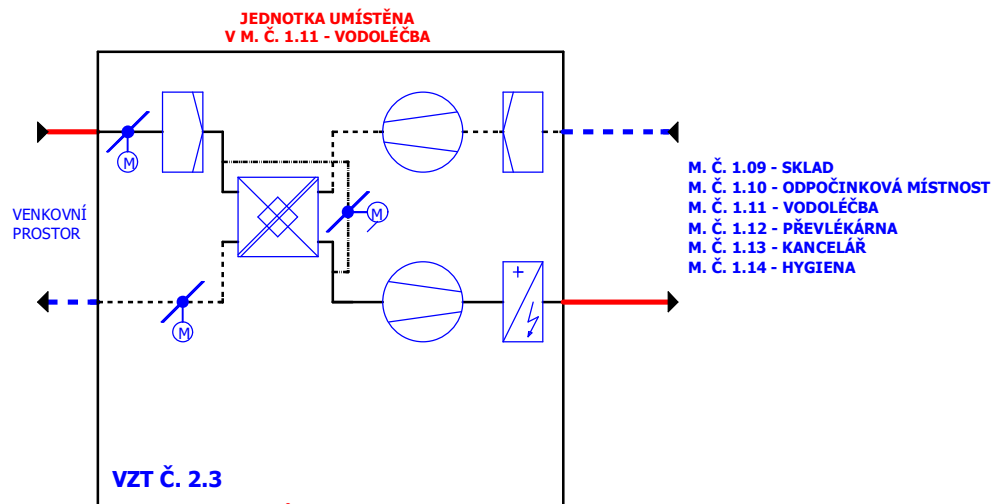 JEDNOTKA UMÍSTĚNA
V M. Č. 1.11 - VODOLÉČBA
M
M
M
+
VENKOVNÍ
PROSTOR
M. Č. 1.09 - SKLAD
M. Č. 1.10 - ODPOČINKOVÁ MÍSTNOST
M. Č. 1.11 - VODOLÉČBA
M. Č. 1.12 - PŘEVLÉKÁRNA
M. Č. 1.13 - KANCELÁŘ
M. Č. 1.14 - HYGIENA
VZT Č. 2.3